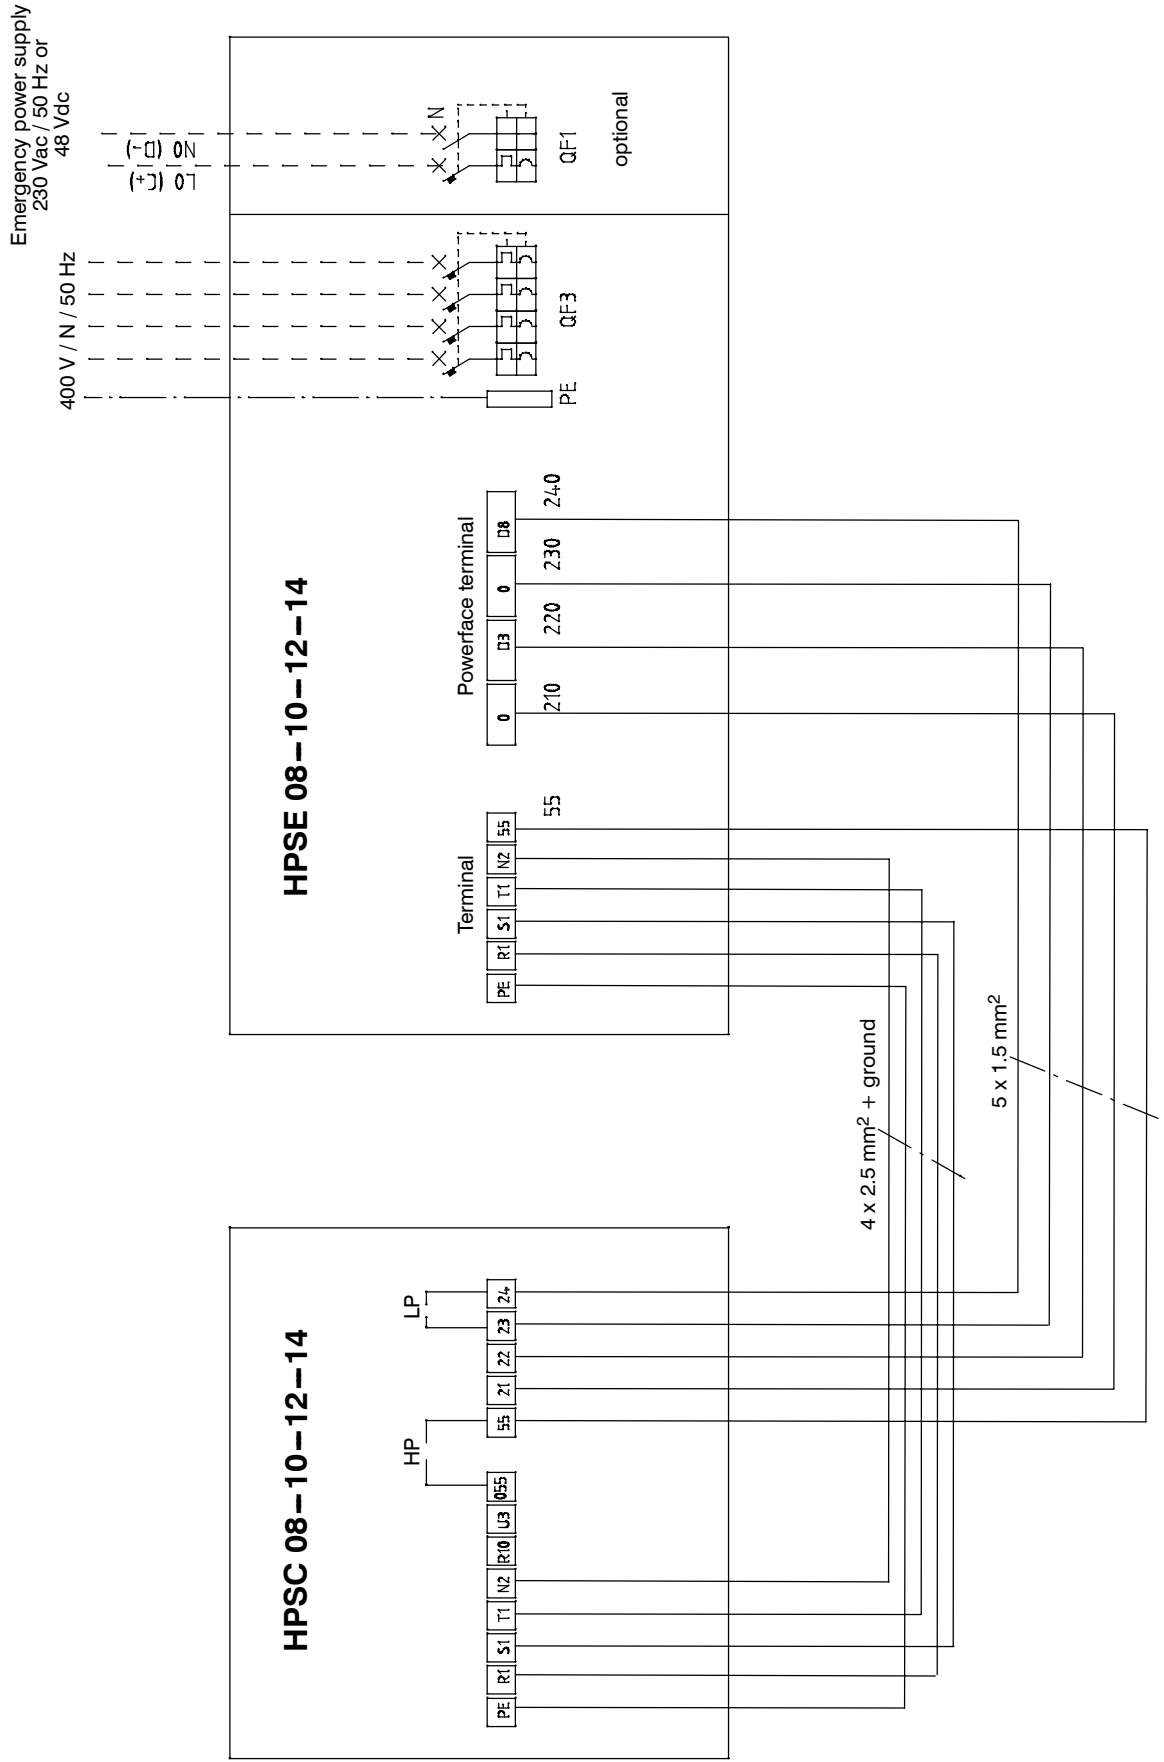 Emergency power supply
230 Vac / 50 Hz or
48 Vdc
400 V / N / 50 Hz
L0 (C+)
N0 (D-)
N
QF1
optional
QF3
PE
HPSE 08--10--12--14
Powerface terminal
0
D3
0
D8
210
220
230
240
Terminal
PE
R1
S1
T1
N2
55
55
4 x 2.5 mm² + ground
5 x 1.5 mm²
HPSC 08--10--12--14
HP
LP
PE
R1
S1
T1
N2
R10
U3
055
55
21
22
23
24